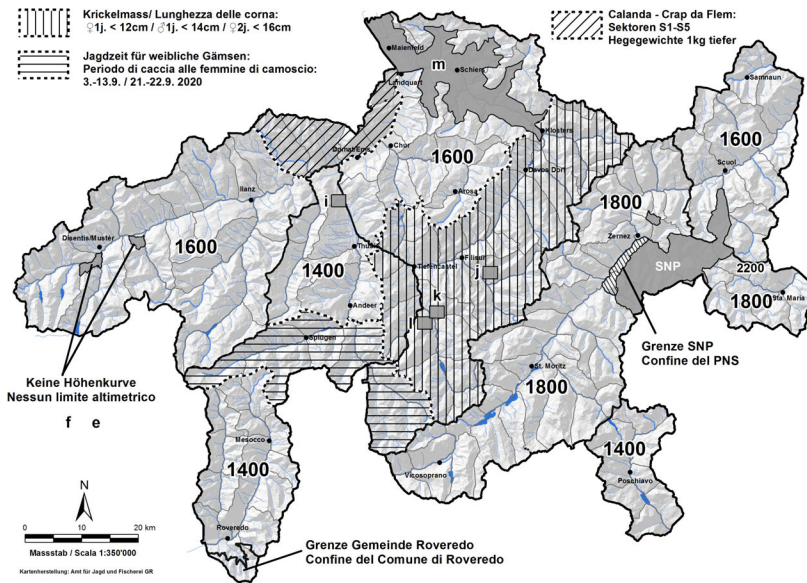 Krickelmass/ Lunghezza delle corna:
♀1j. < 12cm / ♂1j. < 14cm / ♀2j. < 16cm
Jagdzeit für weibliche Gämsen:
Periodo di caccia alle femmine di camoscio:
3.-13.9. / 21.-22.9. 2020
Calanda - Crap da Flem:
Sektoren S1-S5
Hegegewichte 1kg tiefer
Maienfeld
m
Schiers
Landquart
Samnaun
Klosters
Domat/Ems
Chur
1600
1600
Davos Dorf
Scuol
Ilanz
i
Arosa
1800
Disentis/Mustér
Zernez
1600
Thusis
1400
Tiefencastel
Filisur
j
SNP
2200
Sta. Maria
1800
Andeer
k
l
Splügen
Grenze SNP
Confine del PNS
Keine Höhenkurve
Nessun limite altimetrico
f e
St. Moritz
1800
Mesocco
1400
1400
Vicosoprano
Poschiavo
N
0 10 20 km
Massstab / Scala 1:350'000
Roveredo
Grenze Gemeinde Roveredo
Confine del Comune di Roveredo
Kartenherstellung: Amt für Jagd und Fischerei GR